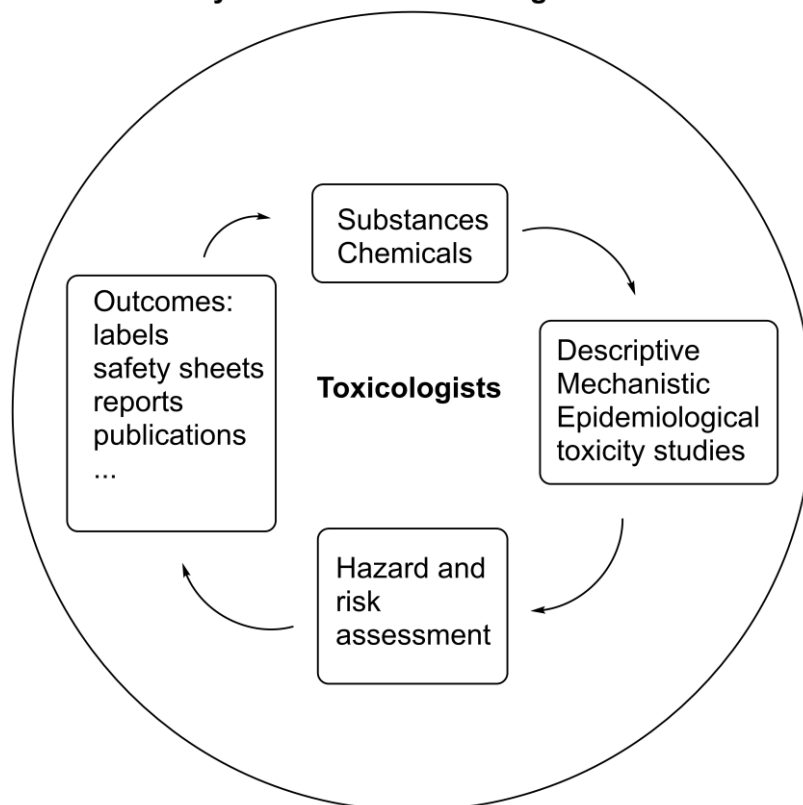 Substances
Chemicals
Descriptive
Mechanistic
Epidemiological
toxicity studies
Hazard and
risk
assessment
Outcomes:
labels
safety sheets
reports
publications
...
Toxicologists